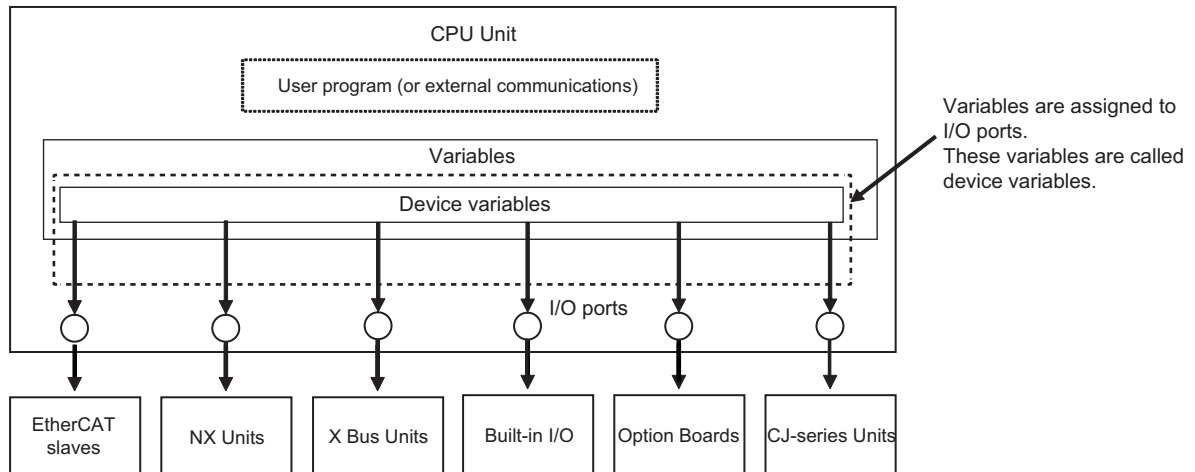 CPU Unit
User program (or external communications)
Variables are assigned to
I/O ports.
These variables are called
device variables.
Variables
Device variables
I/O ports
EtherCAT
slaves
NX Units
X Bus Units
Built-in I/O
Option Boards
CJ-series Units